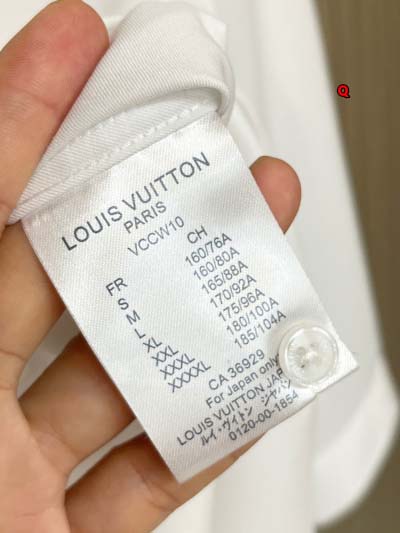 Q
LOUIS VUITTON
PARIS
VCCW10
FR CH
S 160/76A
M 160/80A
L 165/88A
XL 170/92A
XXL 175/96A
XXXL 180/100A
XXXXL 185/104A
CA 36929
For Japan only
LOUIS VUITTON JAP
ルイ・ヴィトン ジャパン
0120-00-1854